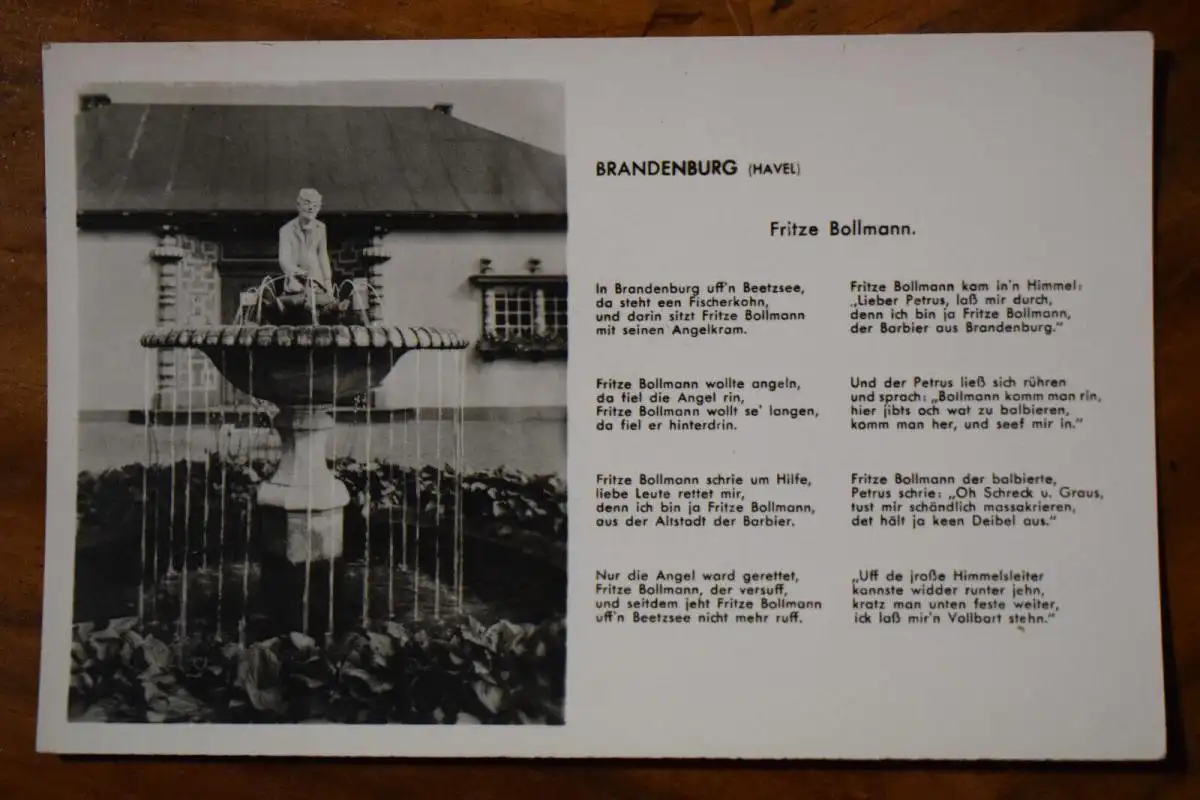 BRANDENBURG (HAVEL)
Fritze Bollmann.
In Brandenburg uff'n Beetzsee,
da steht een Fischerkohn,
und darin sitzt Fritze Bollmann
mit seinen Angelkram.
Fritze Bollmann wollte angeln,
da fiel die Angel rin,
Fritze Bollmann wollt se' langen,
da fiel er hinterdrin.
Fritze Bollmann schrie um Hilfe,
liebe Leute rettet mir,
denn ich bin ja Fritze Bollmann,
aus der Altstadt der Barbier.
Nur die Angel ward gerettet,
Fritze Bollmann, der versuff,
und seitdem jeht Fritze Bollmann
uff'n Beetzsee nicht mehr ruff.
Fritze Bollmann kam in'n Himmel:
„Lieber Petrus, laß mir durch,
denn ich bin ja Fritze Bollmann,
der Barbier aus Brandenburg."
Und der Petrus ließ sich rühren
und sprach: „Bollmann komm man rin,
hier jibts och wat zu balbieren,
komm man her, und seef mir in."
Fritze Bollmann der balbierte,
Petrus schrie: „Oh Schreck u. Graus,
tust mir schändlich massakrieren,
det hält ja keen Deibel aus."
„Uff de jroße Himmelsleiter
kannste widder runter jehn,
kratz man unten feste weiter,
ick laß mir'n Vollbart stehn."